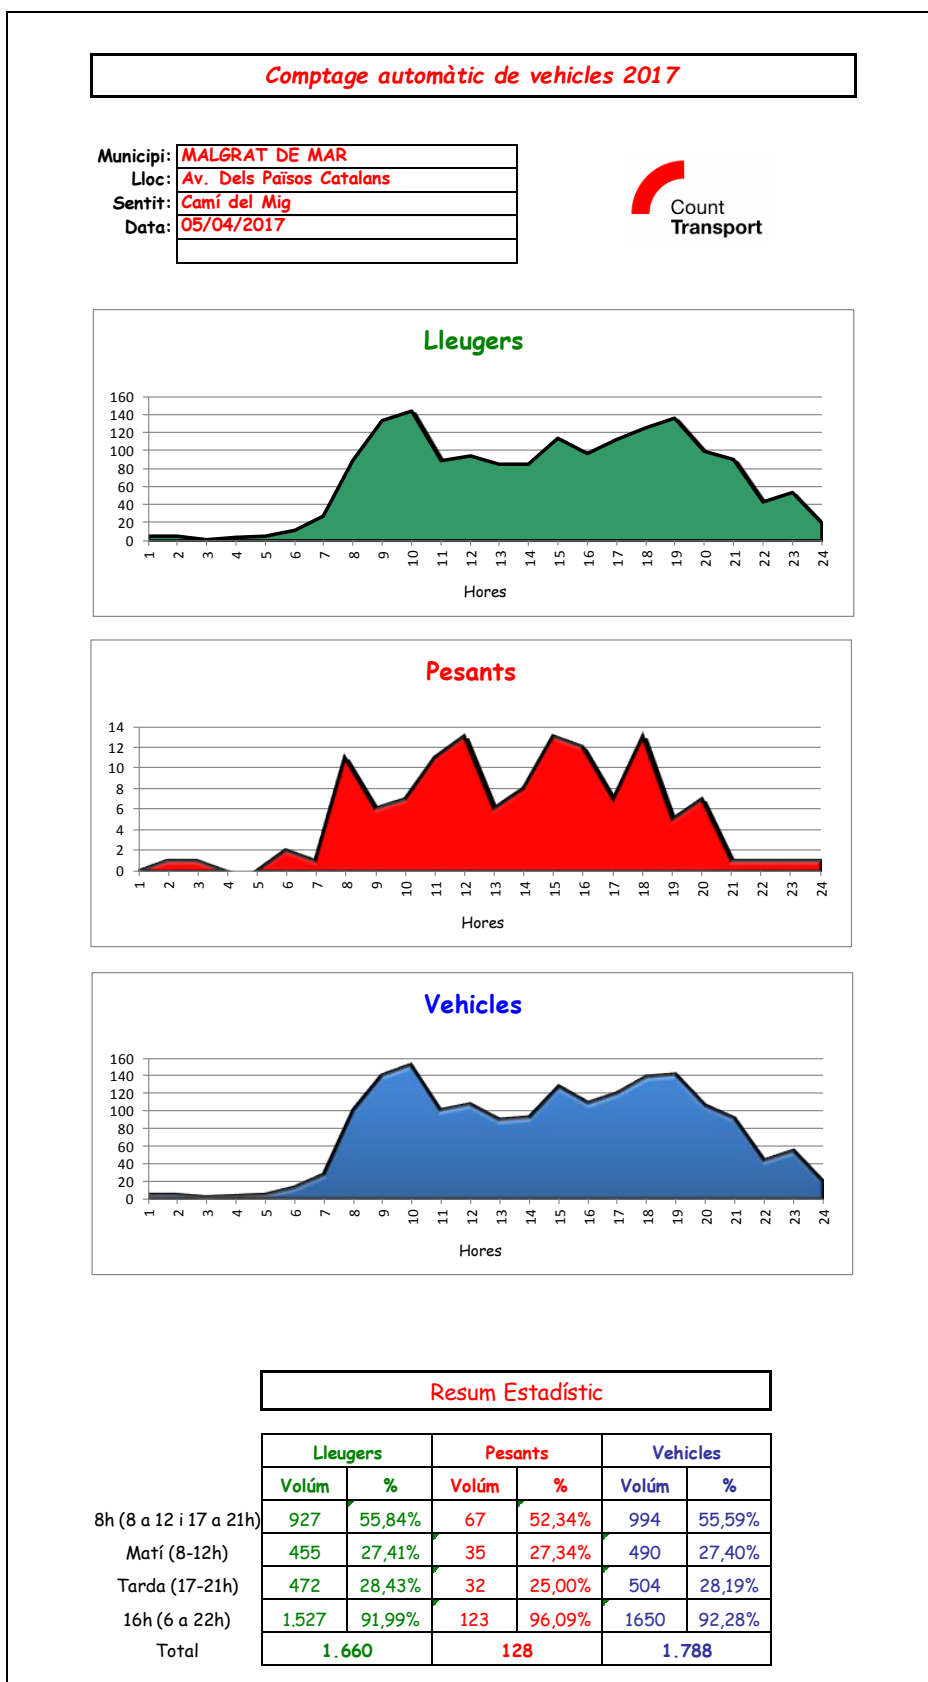 Comptage automàtic de vehicles 2017
Municipi: MALGRAT DE MAR
Lloc: Av. Dels Països Catalans
Sentit: Camí del Mig
Data: 05/04/2017
Count
Transport
Lleugers
160
140
120
100
80
60
40
20
0
1 2 3 4 5 6 7 8 9 10 11 12 13 14 15 16 17 18 19 20 21 22 23 24
Hores
Pesants
14
12
10
8
6
4
2
0
1 2 3 4 5 6 7 8 9 10 11 12 13 14 15 16 17 18 19 20 21 22 23 24
Hores
Vehicles
160
140
120
100
80
60
40
20
0
1 2 3 4 5 6 7 8 9 10 11 12 13 14 15 16 17 18 19 20 21 22 23 24
Hores
Resum Estadístic
Lleugers Pesants Vehicles
Volúm % Volúm % Volúm %
8h (8 a 12 i 17 a 21h) 927 55,84% 67 52,34% 994 55,59%
Matí (8-12h) 455 27,41% 35 27,34% 490 27,40%
Tarda (17-21h) 472 28,43% 32 25,00% 504 28,19%
16h (6 a 22h) 1.527 91,99% 123 96,09% 1650 92,28%
Total 1.660 128 1.788